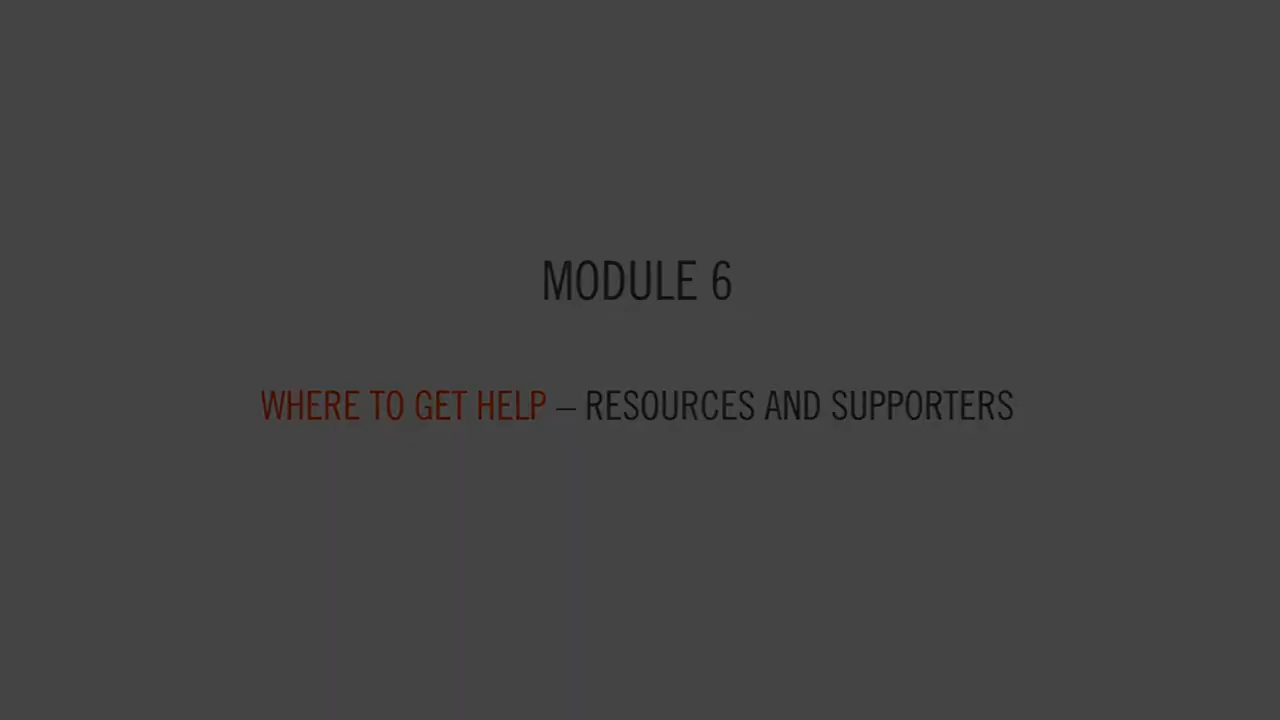 MODULE 6
WHERE TO GET HELP – RESOURCES AND SUPPORTERS